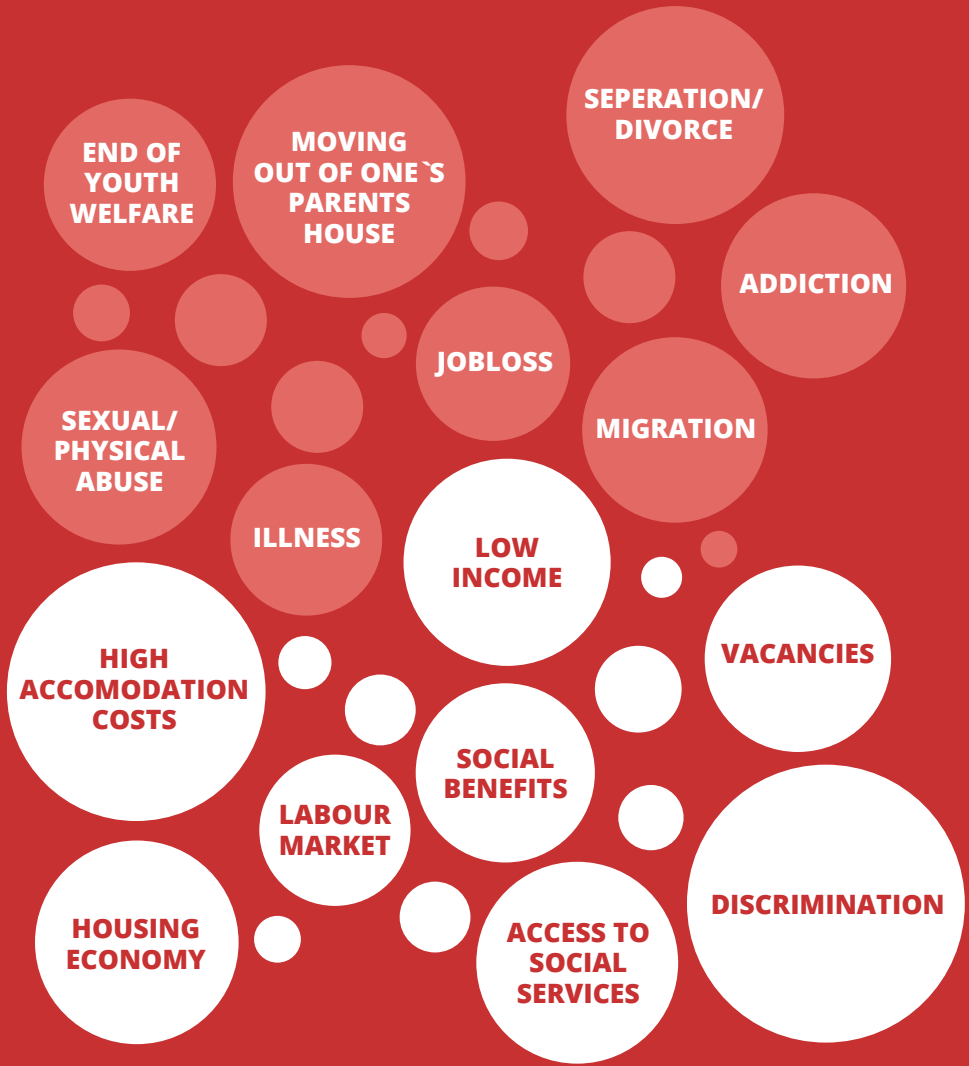 SEPERATION/
DIVORCE
END OF
YOUTH
WELFARE
MOVING
OUT OF ONE`S
PARENTS
HOUSE
ADDICTION
JOBLOSS
MIGRATION
SEXUAL/
PHYSICAL
ABUSE
ILLNESS
LOW
INCOME
HIGH
ACCOMODATION
COSTS
VACANCIES
SOCIAL
BENEFITS
LABOUR
MARKET
DISCRIMINATION
HOUSING
ECONOMY
ACCESS TO
SOCIAL
SERVICES